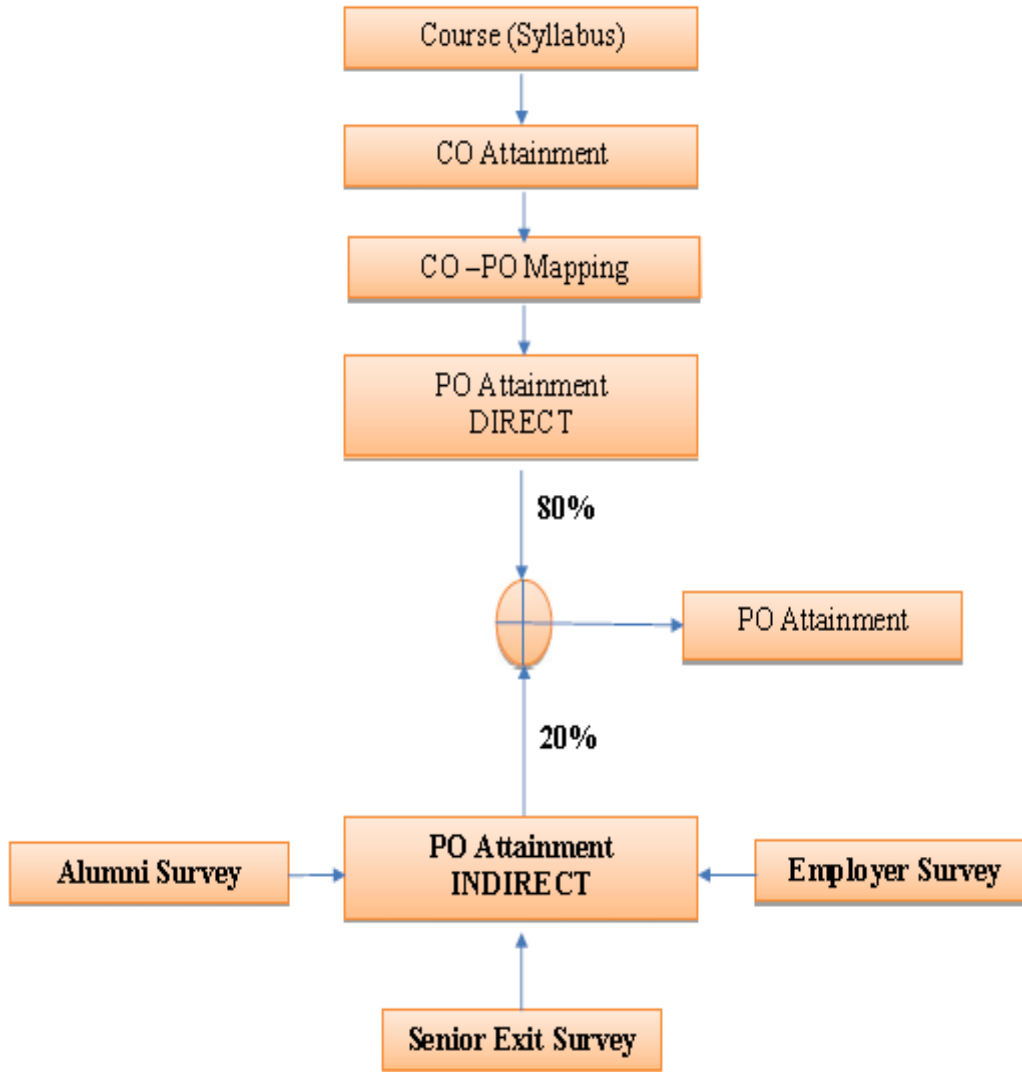 Course (Syllabus)
CO Attainment
CO –PO Mapping
PO Attainment
DIRECT
80%
PO Attainment
20%
Alumni Survey
PO Attainment
INDIRECT
Employer Survey
Senior Exit Survey